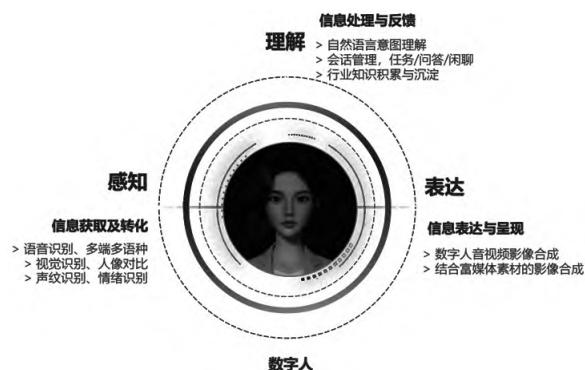 理解
信息处理与反馈
> 自然语言意图理解
> 会话管理，任务/问答/闲聊
> 行业知识积累与沉淀
感知
信息获取及转化
> 语音识别、多端多语种
> 视觉识别、人像对比
> 声纹识别、情绪识别
表达
信息表达与呈现
> 数字人音视频影像合成
> 结合富媒体素材的影像合成
数字人